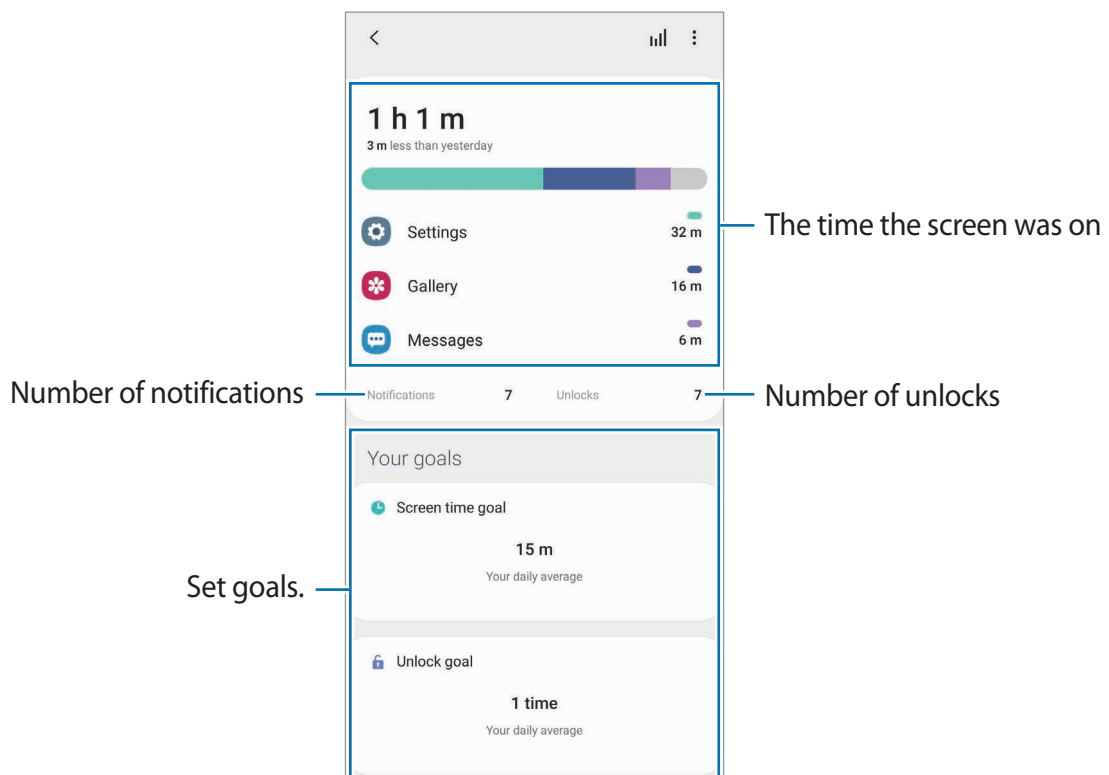 1 h 1 m
3 m less than yesterday
Settings 32 m
The time the screen was on
Gallery 16 m
Messages 6 m
Number of notifications
Notifications 7 Unlocks 7
Number of unlocks
Your goals
Screen time goal
15 m
Your daily average
Set goals.
Unlock goal
1 time
Your daily average